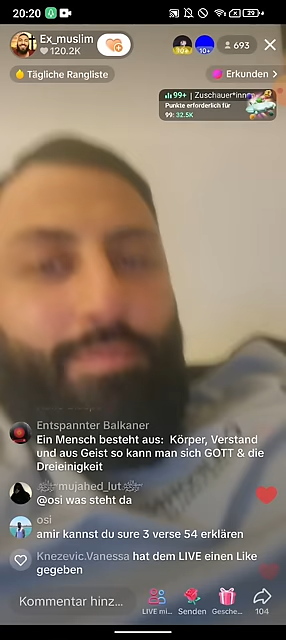 20:20
Ex_muslim
120.2K
693
Tägliche Rangliste
Erkunden >
99+ | Zuschauer*innen
Punkte erforderlich für
99: 32.5K
Entspannter Balkaner
Ein Mensch besteht aus: Körper, Verstand
und aus Geist so kann man sich GOTT & die
Dreieinigkeit
mujahed_lut
@osi was steht da
osi
amir kannst du sure 3 verse 54 erklären
Knezevic.Vanessa hat dem LIVE einen Like
gegeben
Kommentar hinz...
LIVE mi...
Senden
Gesche...
104